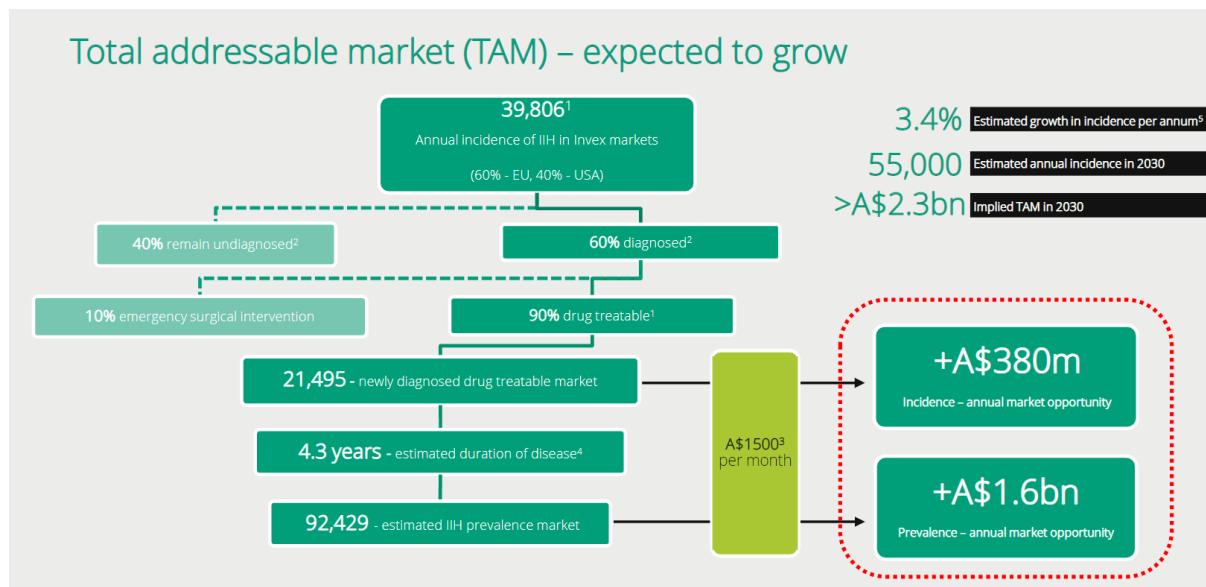 Total addressable market (TAM) – expected to grow
39,806¹
Annual incidence of IIH in Invex markets
(60% - EU, 40% - USA)
3.4% Estimated growth in incidence per annum⁵
55,000 Estimated annual incidence in 2030
>A$2.3bn Implied TAM in 2030
40% remain undiagnosed²
60% diagnosed²
10% emergency surgical intervention
90% drug treatable¹
21,495 - newly diagnosed drug treatable market
4.3 years - estimated duration of disease⁴
92,429 - estimated IIH prevalence market
A$1500³
per month
+A$380m
Incidence – annual market opportunity
+A$1.6bn
Prevalence – annual market opportunity